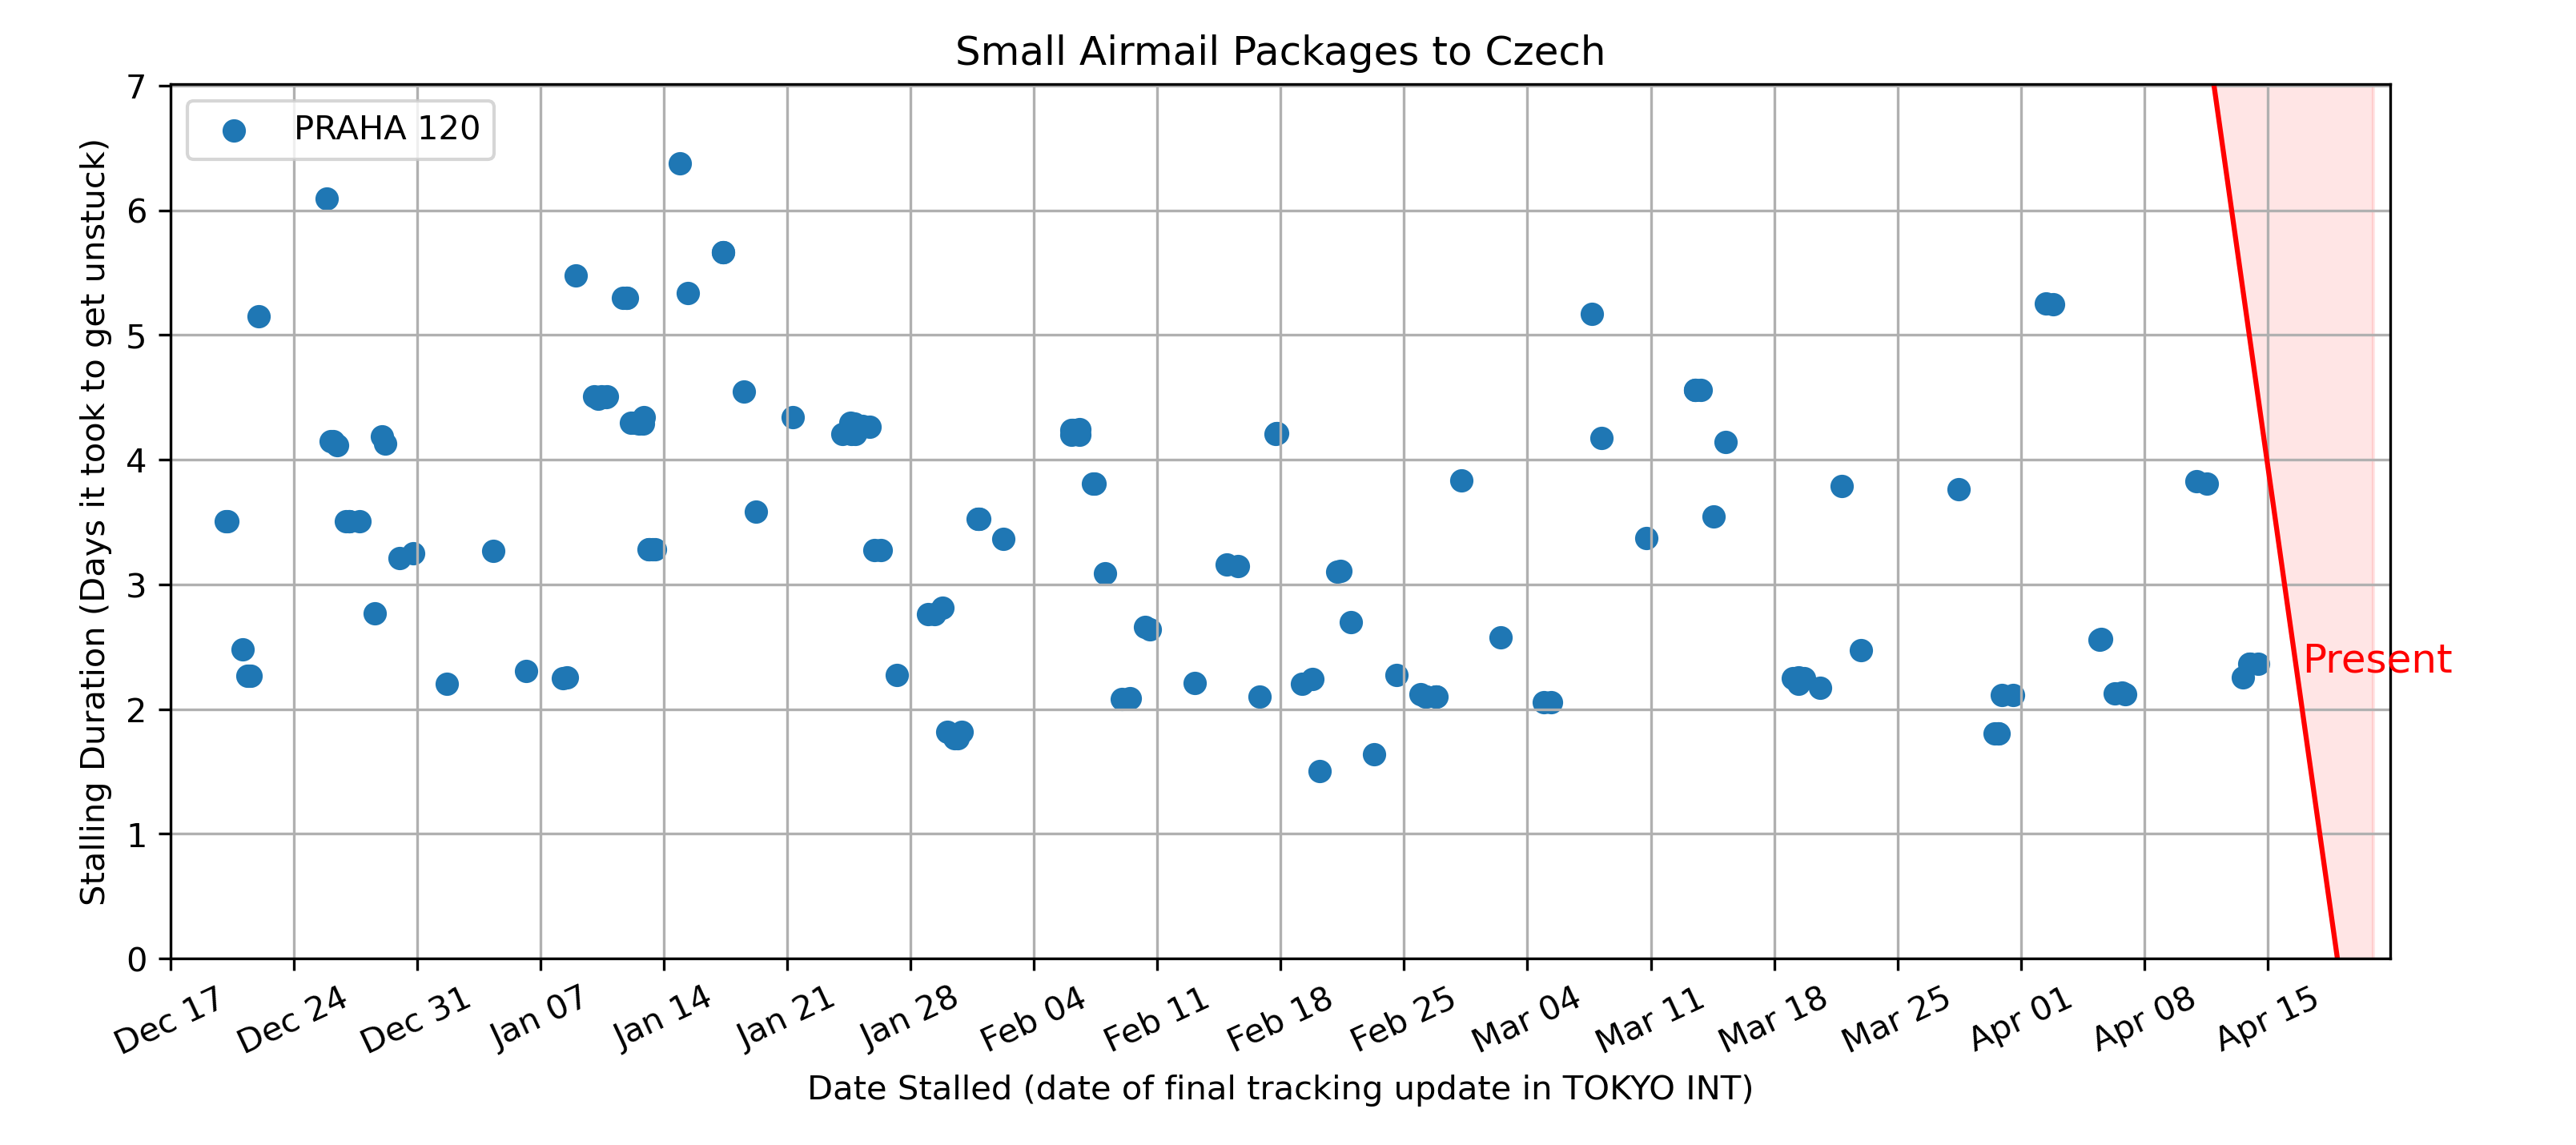 Small Airmail Packages to Czech
PRAHA 120
Stalling Duration (Days it took to get unstuck)
7
6
5
4
3
2
1
0
Present
Dec 17 Dec 24 Dec 31 Jan 07 Jan 14 Jan 21 Jan 28 Feb 04 Feb 11 Feb 18 Feb 25 Mar 04 Mar 11 Mar 18 Mar 25 Apr 01 Apr 08 Apr 15
Date Stalled (date of final tracking update in TOKYO INT)